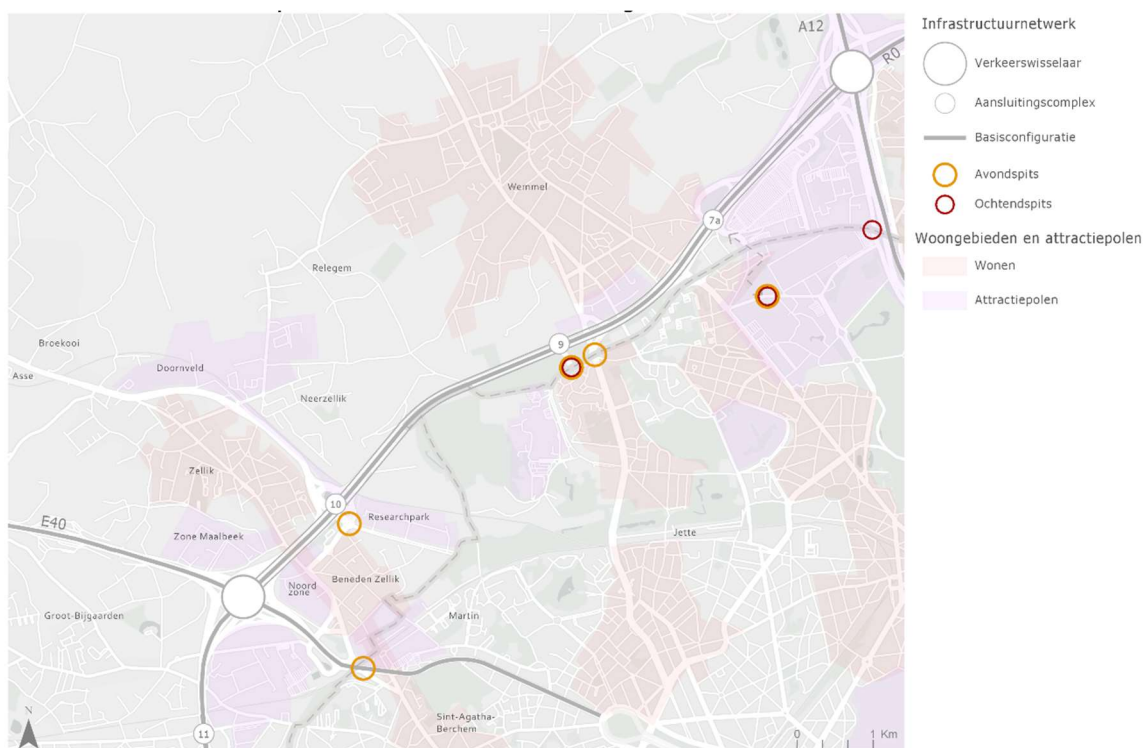 A12
R0
Wemmel
7a
Relegem
Broekooi
Doornveld
9
Asse
Neerzellik
Zellik
10
Researchpark
E40
Zone Maalbeek
Jette
Noord
zone
Beneden Zellik
Groot-Bijgaarden
Martin
Sint-Agatha-
Berchem
11
N
0
1 Km
Infrastructuurnetwerk
Verkeerswisselaar
Aansluitingscomplex
Basisconfiguratie
Avondspits
Ochtendspits
Woongebieden en attractiepolen
Wonen
Attractiepolen